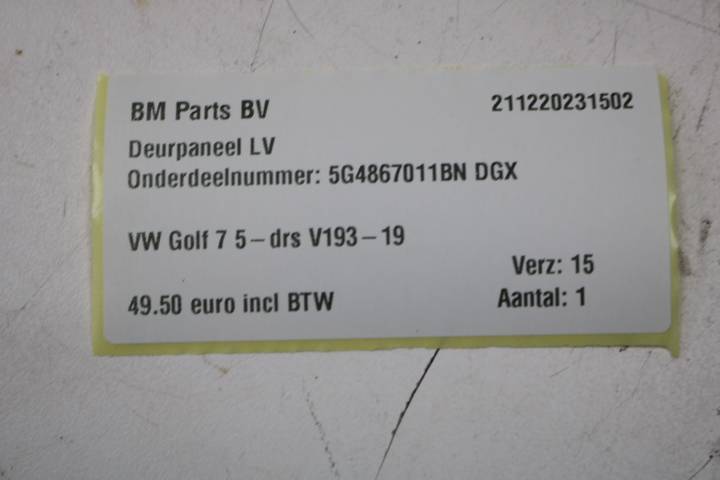 BM Parts BV 211220231502
Deurpaneel LV
Onderdeelnummer: 5G4867011BN DGX
VW Golf 7 5-drs V193-19
Verz: 15
49.50 euro incl BTW Aantal: 1